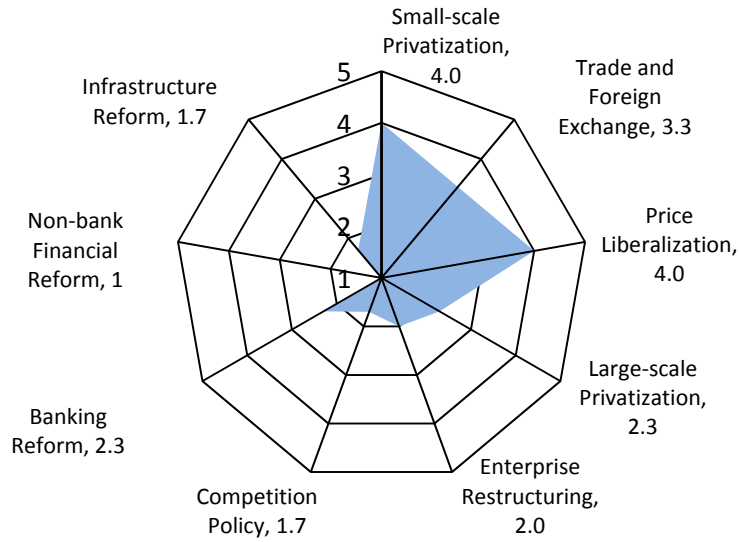 Small-scale
Privatization,
4.0
Trade and
Foreign
Exchange, 3.3
Price
Liberalization,
4.0
Large-scale
Privatization,
2.3
Enterprise
Restructuring,
2.0
Competition
Policy, 1.7
Banking
Reform, 2.3
Non-bank
Financial
Reform, 1
Infrastructure
Reform, 1.7
5
4
3
2
1